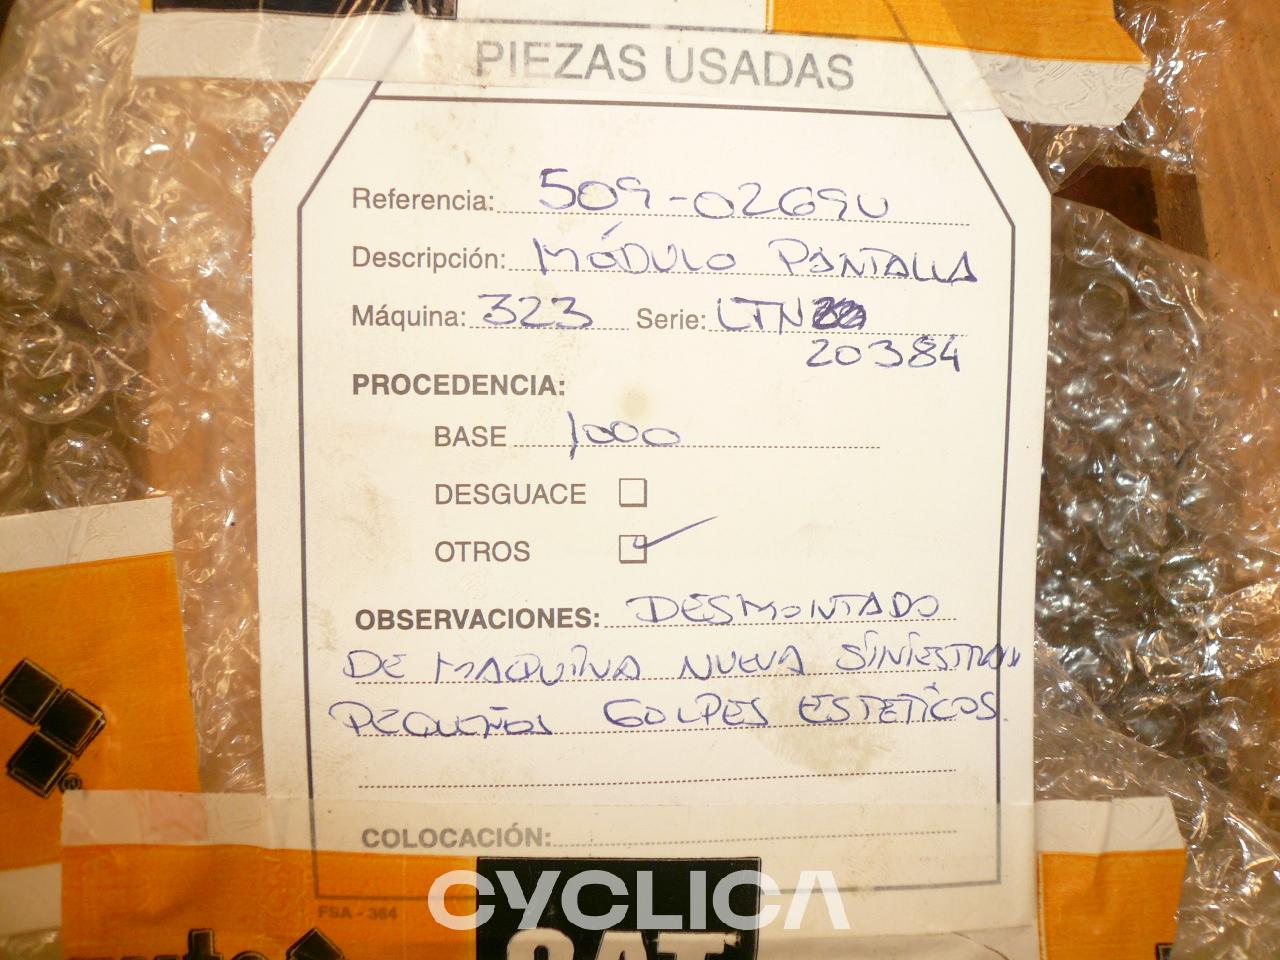 PIEZAS USADAS
Referencia: 509-0269U
Descripción: MÓDULO PANTALLA
Máquina: 323 Serie: LTN
20384
PROCEDENCIA:
BASE 1000
DESGUACE
OTROS
OBSERVACIONES: DESMONTADO
DE MAQUINA NUEVA
PEQUEÑOS GOLPES ESTETICOS.
COLOCACIÓN:
FSA - 364
CYCLICA
CAT